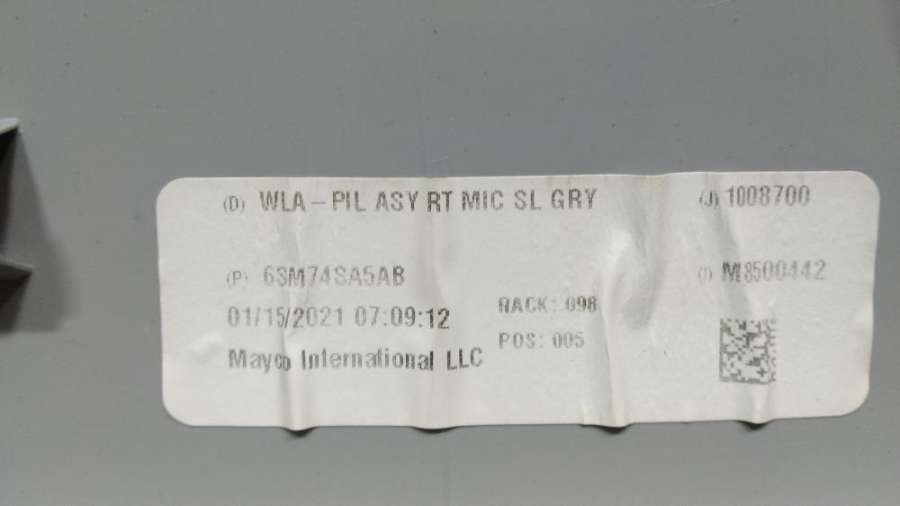 (D) WLA-PIL ASY RT MIC SL GRY (J) 1008700
(P) 6SM74SA5AB (I) M8500442
01/15/2021 07:09:12 RACK: 098
POS: 005
Mayco International LLC